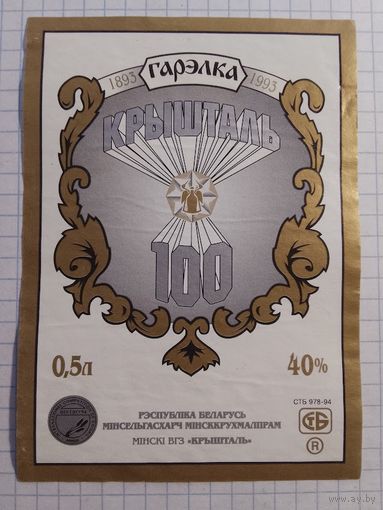 1893 ГАРЭЛКА 1993
КРЫШТАЛЬ
100
0,5Л 40%
СТБ 978-94
РЭСПУБЛІКА БЕЛАРУСЬ
МІНСЕЛЬГАСХАРЧ МІНСККРУХМАЛПРАМ
МІНСКІ ВГЗ «КРЫШТАЛЬ»
СТБ
R
www.ay.by